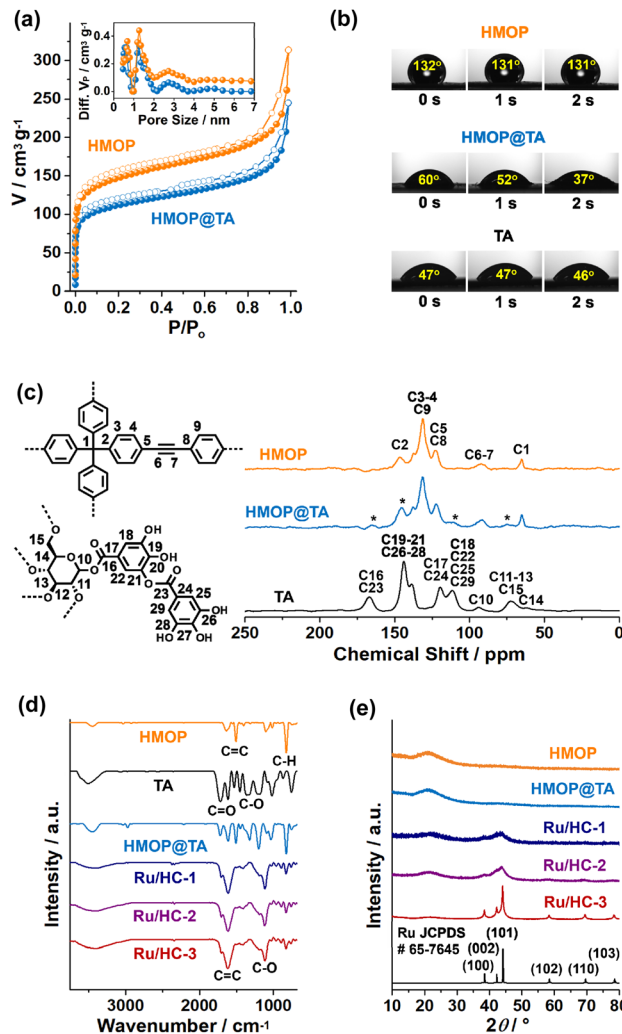 (a)
Diff. V_P / cm³ g⁻¹
0.4
0.2
0.0
0 1 2 3 4 5 6 7
Pore Size / nm
V / cm³ g⁻¹
300
250
200
150
100
50
0
HMOP
HMOP@TA
0.0 0.2 0.4 0.6 0.8 1.0
P/P₀
(b)
HMOP
132° 131° 131°
0 s 1 s 2 s
HMOP@TA
60° 52° 37°
0 s 1 s 2 s
TA
47° 47° 46°
0 s 1 s 2 s
(c)
1 2 3 4 5 6 7 8 9
15 O
14 O 10 O O 17 18 OH
O 13 12 11 16 19 OH
O O 22 21 20
O O
23 24 25
29 26 OH
28 27
HO OH
HMOP
C2
C3-4
C9
C5
C8
C6-7
C1
HMOP@TA
* * * *
TA
C16
C23
C19-21
C26-28
C17
C24
C18
C22
C25
C29
C10
C11-13
C15
C14
250 200 150 100 50 0
Chemical Shift / ppm
(d)
Intensity / a.u.
HMOP
C=C
C-H
TA
C=O
C-O
HMOP@TA
Ru/HC-1
Ru/HC-2
Ru/HC-3
C=C
C-O
3000 2000 1000
Wavenumber / cm⁻¹
(e)
Intensity / a.u.
HMOP
HMOP@TA
Ru/HC-1
Ru/HC-2
Ru/HC-3
Ru JCPDS
# 65-7645
(100)
(002)
(101)
(102)
(110)
(103)
10 20 30 40 50 60 70 80
2θ / °